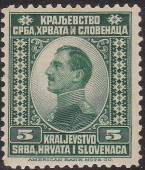 КРАЉЕВСТВО
СРБА, ХРВАТА И СЛОВЕНАЦА
5 KRALJEVSTVO 5
SRBA, HRVATA I SLOVENACA
AMERICAN BANK NOTE CO.